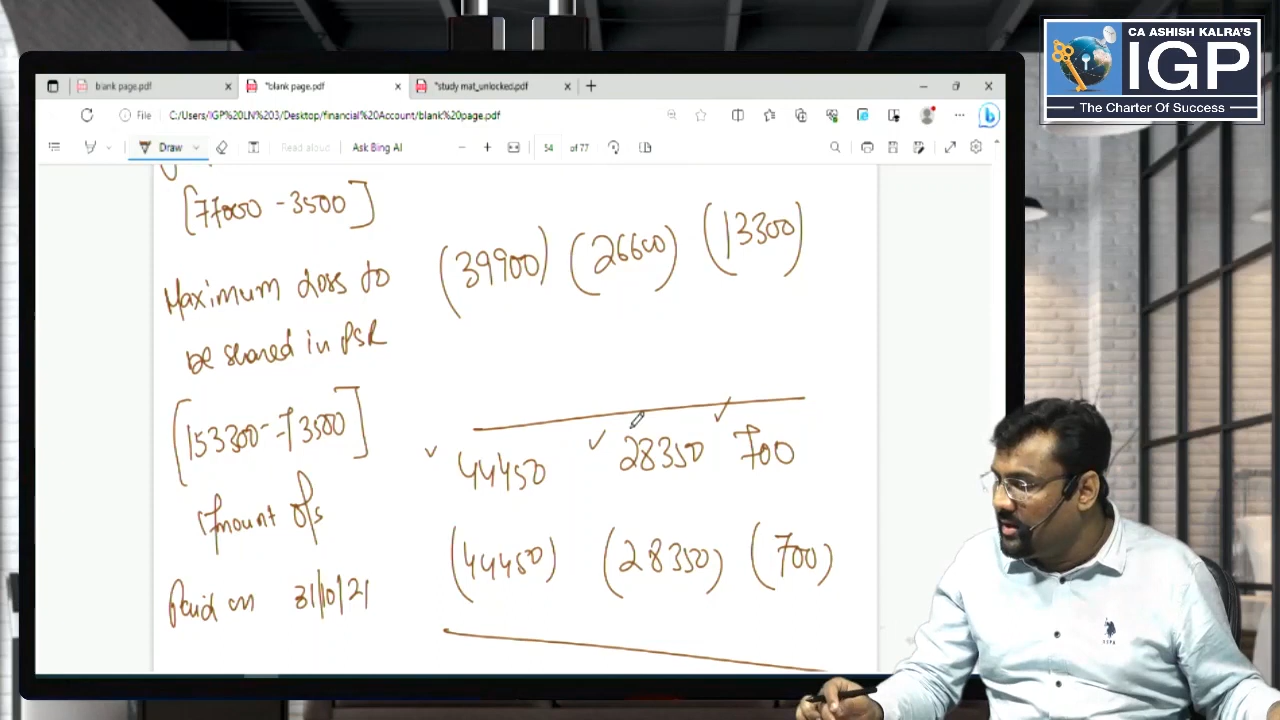 CA ASHISH KALRA'S
IGP
The Charter Of Success
blank page.pdf
*blank page.pdf
*study mat_unlocked.pdf
File
C:/Users/IGP%20LN%203/Desktop/financial%20Account/blank%20page.pdf
Draw
Read aloud
Ask Bing AI
54 of 77
[77000 - 3500]
(39900) (26600) (13300)
Maximum Loss to
be shared in PSR
[153300 - 73500]
44450 28350 700
Amount O/s
(44450) (28350) (700)
Paid on 31/10/21
U.S. POLO ASSN.